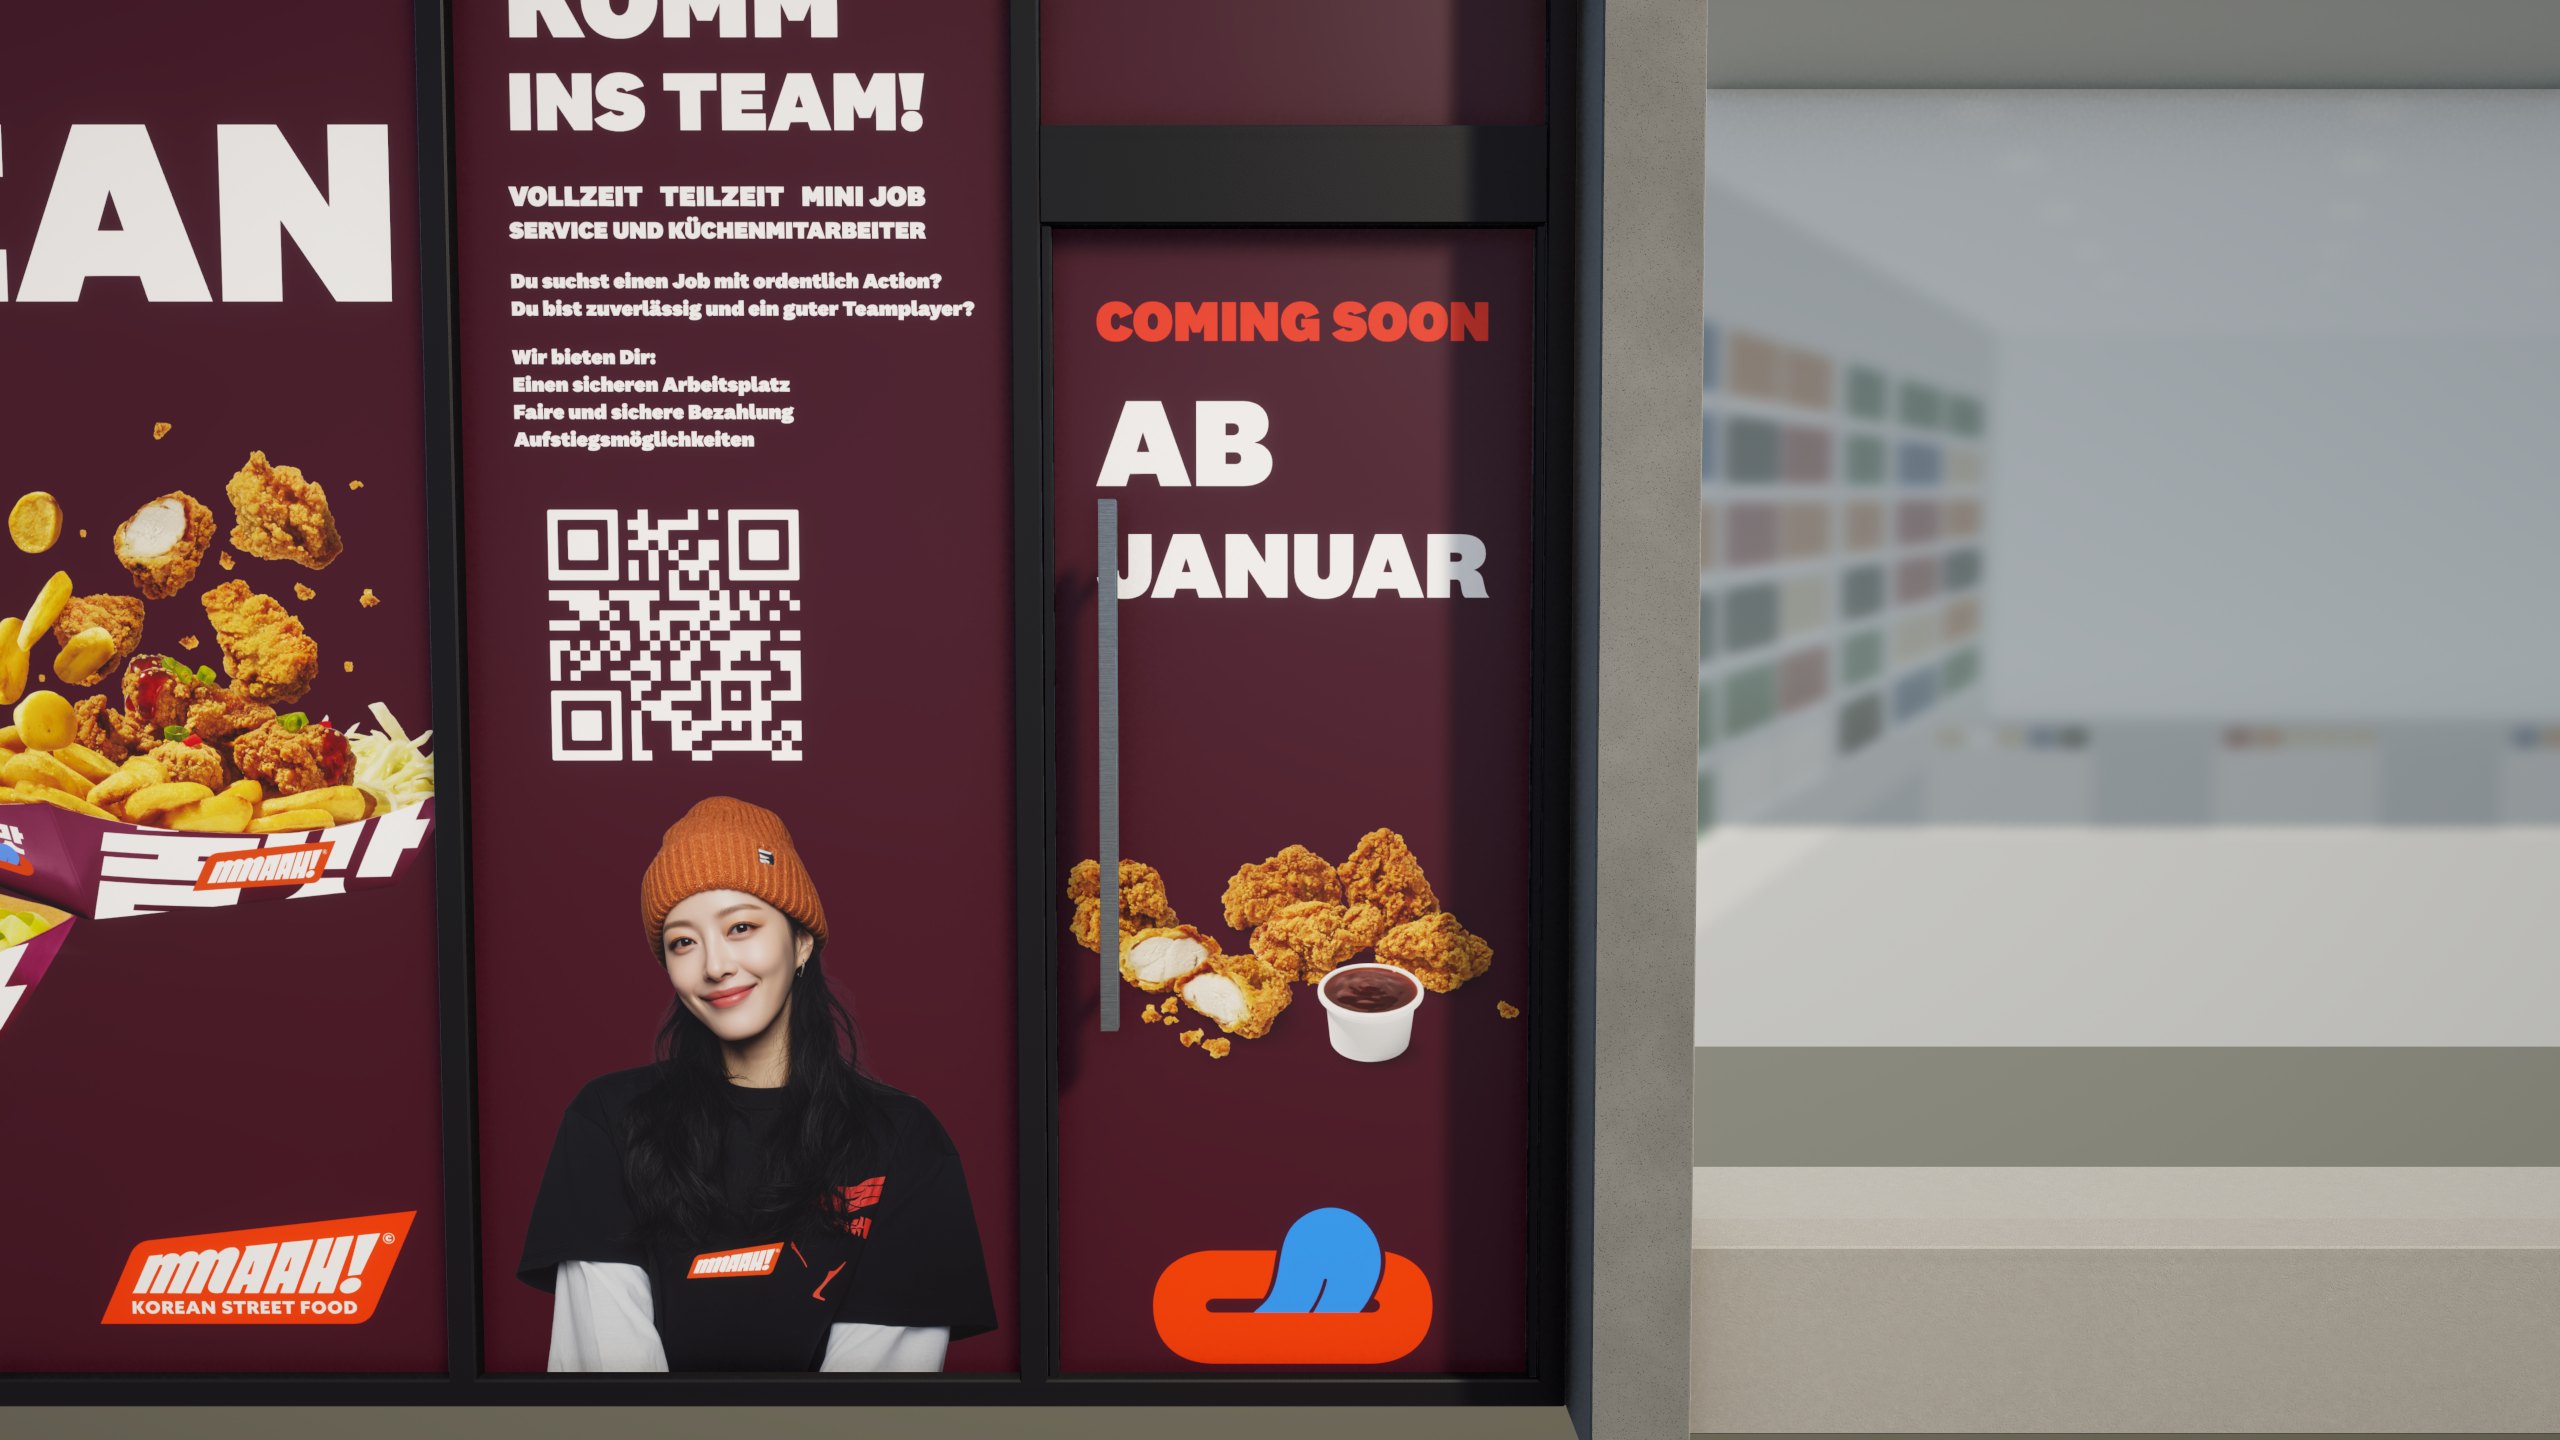 EAN
mmAAH!
mmAAH!©
KOREAN STREET FOOD
KOMM
INS TEAM!
VOLLZEIT TEILZEIT MINI JOB
SERVICE UND KÜCHENMITARBEITER
Du suchst einen Job mit ordentlich Action?
Du bist zuverlässig und ein guter Teamplayer?
Wir bieten Dir:
Einen sicheren Arbeitsplatz
Faire und sichere Bezahlung
Aufstiegsmöglichkeiten
mmAAH!
COMING SOON
AB
JANUAR